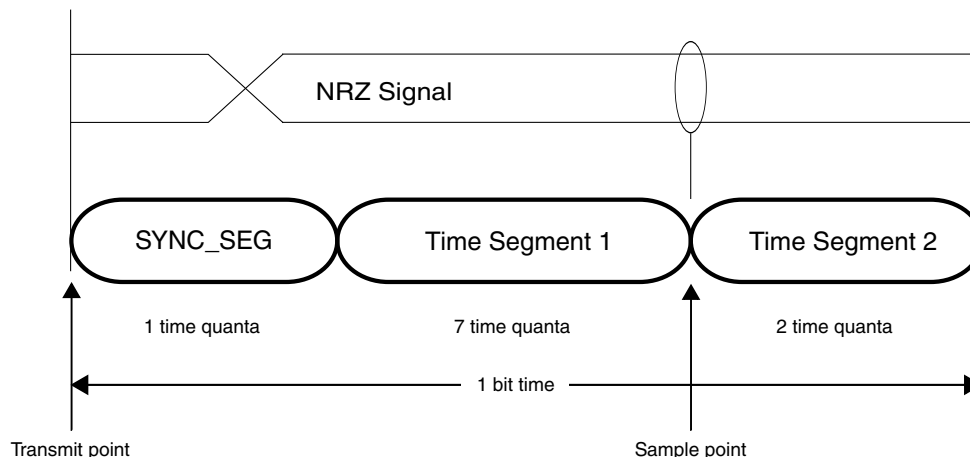 NRZ Signal
SYNC_SEG
Time Segment 1
Time Segment 2
1 time quanta
7 time quanta
2 time quanta
1 bit time
Transmit point
Sample point